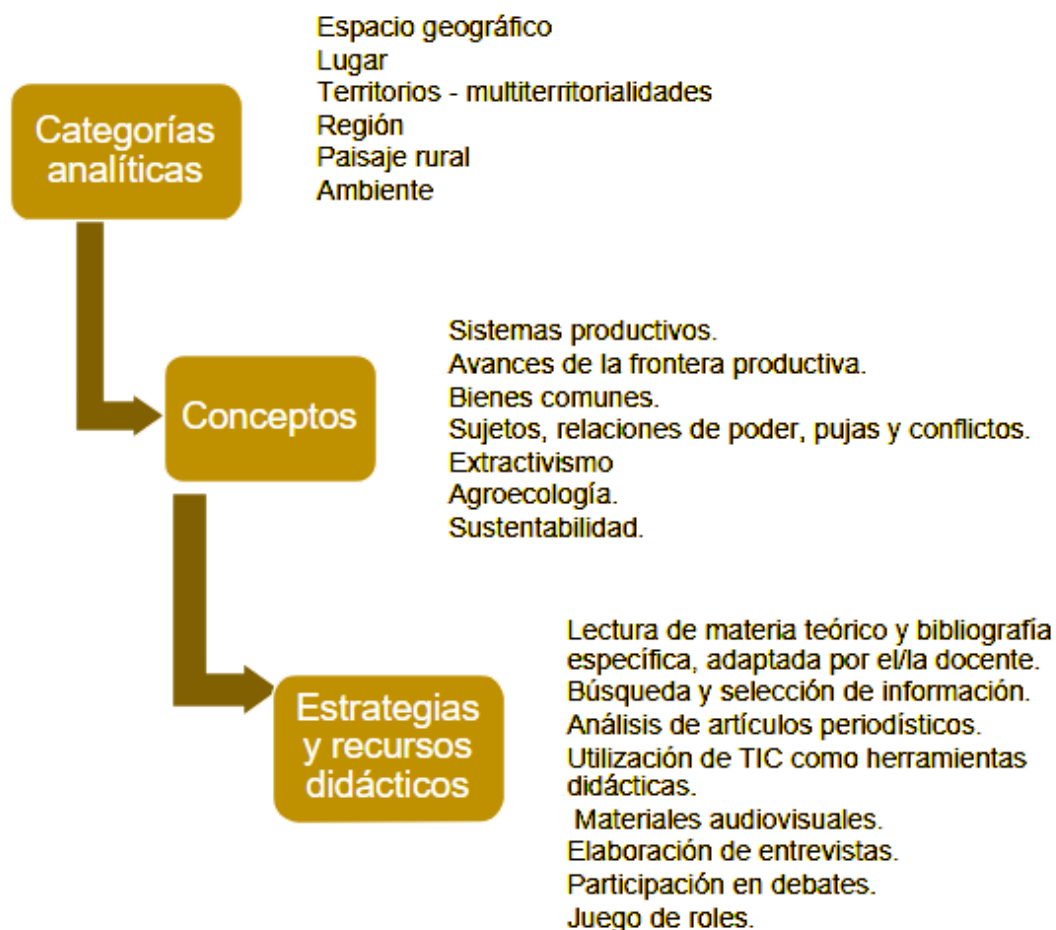 Espacio geográfico
Lugar
Territorios - multiterritorialidades
Región
Paisaje rural
Ambiente
Categorías
analíticas
Sistemas productivos.
Avances de la frontera productiva.
Bienes comunes.
Sujetos, relaciones de poder, pujas y conflictos.
Extractivismo
Agroecología.
Sustentabilidad.
Conceptos
Lectura de materia teórico y bibliografía
específica, adaptada por el/la docente.
Búsqueda y selección de información.
Análisis de artículos periodísticos.
Utilización de TIC como herramientas
didácticas.
Materiales audiovisuales.
Elaboración de entrevistas.
Participación en debates.
Juego de roles.
Estrategias
y recursos
didácticos